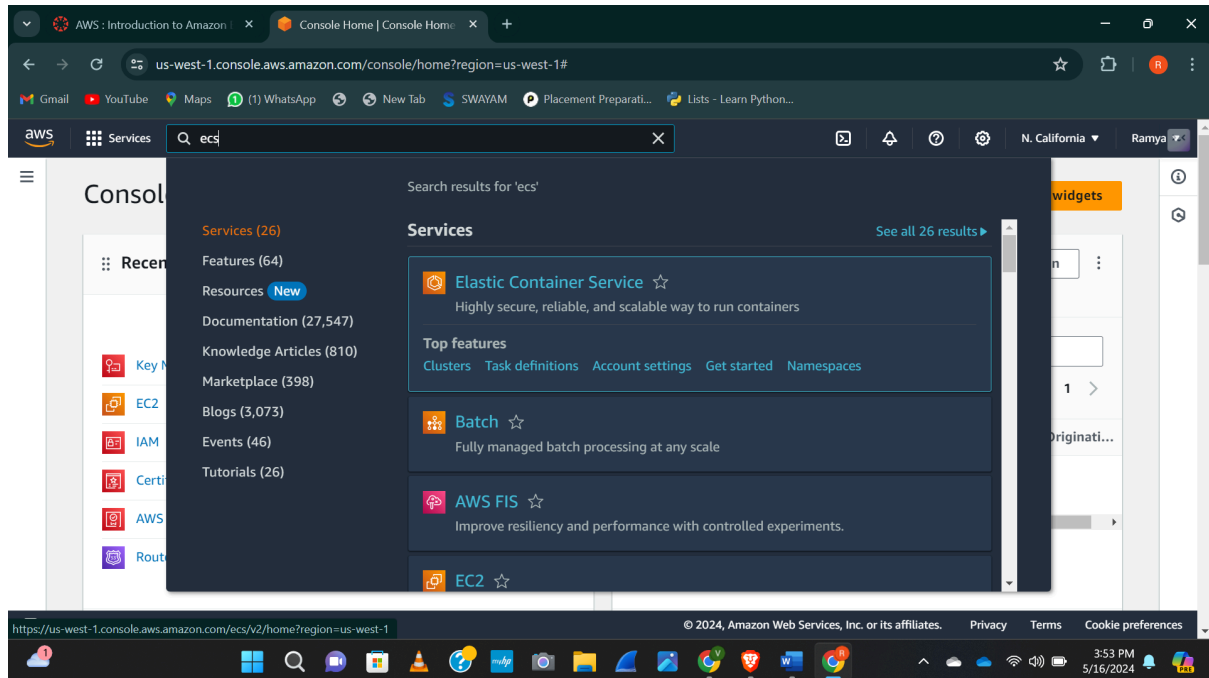 AWS : Introduction to Amazon
Console Home | Console Home
us-west-1.console.aws.amazon.com/console/home?region=us-west-1#
R
Gmail
YouTube
Maps
(1) WhatsApp
New Tab
SWAYAM
Placement Preparati...
Lists - Learn Python...
aws
Services
ecs
N. California
Ramya
Consol
widgets
Search results for 'ecs'
Services (26)
Features (64)
Resources New
Documentation (27,547)
Knowledge Articles (810)
Marketplace (398)
Blogs (3,073)
Events (46)
Tutorials (26)
Services
See all 26 results
Elastic Container Service
Highly secure, reliable, and scalable way to run containers
Top features
Clusters Task definitions Account settings Get started Namespaces
Batch
Fully managed batch processing at any scale
AWS FIS
Improve resiliency and performance with controlled experiments.
EC2
Recen
n
Key M
EC2
IAM
Certi
AWS
Route
1
Originati...
https://us-west-1.console.aws.amazon.com/ecs/v2/home?region=us-west-1
© 2024, Amazon Web Services, Inc. or its affiliates.
Privacy
Terms
Cookie preferences
1
php
V
W
R
3:53 PM
5/16/2024
PRE